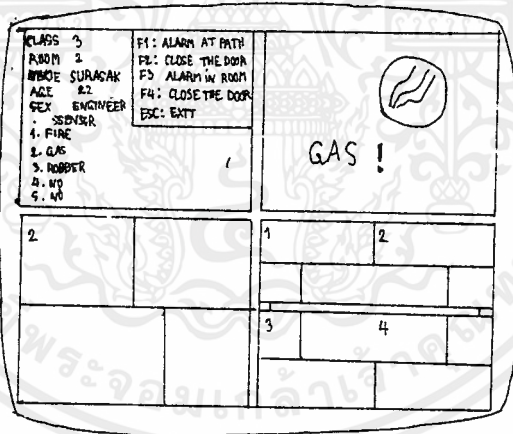 CLASS 3
ROOM 2
SURASAK
AGE 22
SEX ENGINEER
. SSENSER
1. FIRE
2. GAS
3. ROBBER
4. NO
5. NO
F1: ALARM AT PATH
F2: CLOSE THE DOOR
F3 ALARM IN ROOM
F4: CLOSE THE DOOR
ESC: EXIT
GAS !
2
1 2
3 4